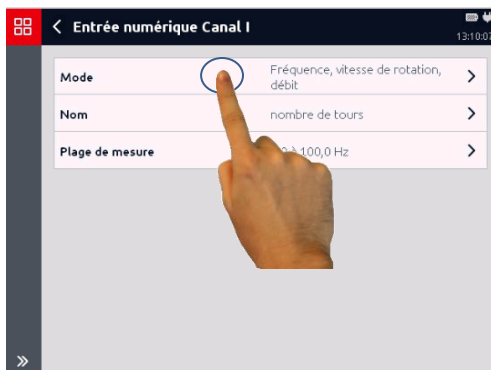 Entrée numérique Canal I
13:10:07
Mode
Fréquence, vitesse de rotation,
débit
Nom
nombre de tours
Plage de mesure
à 100,0 Hz